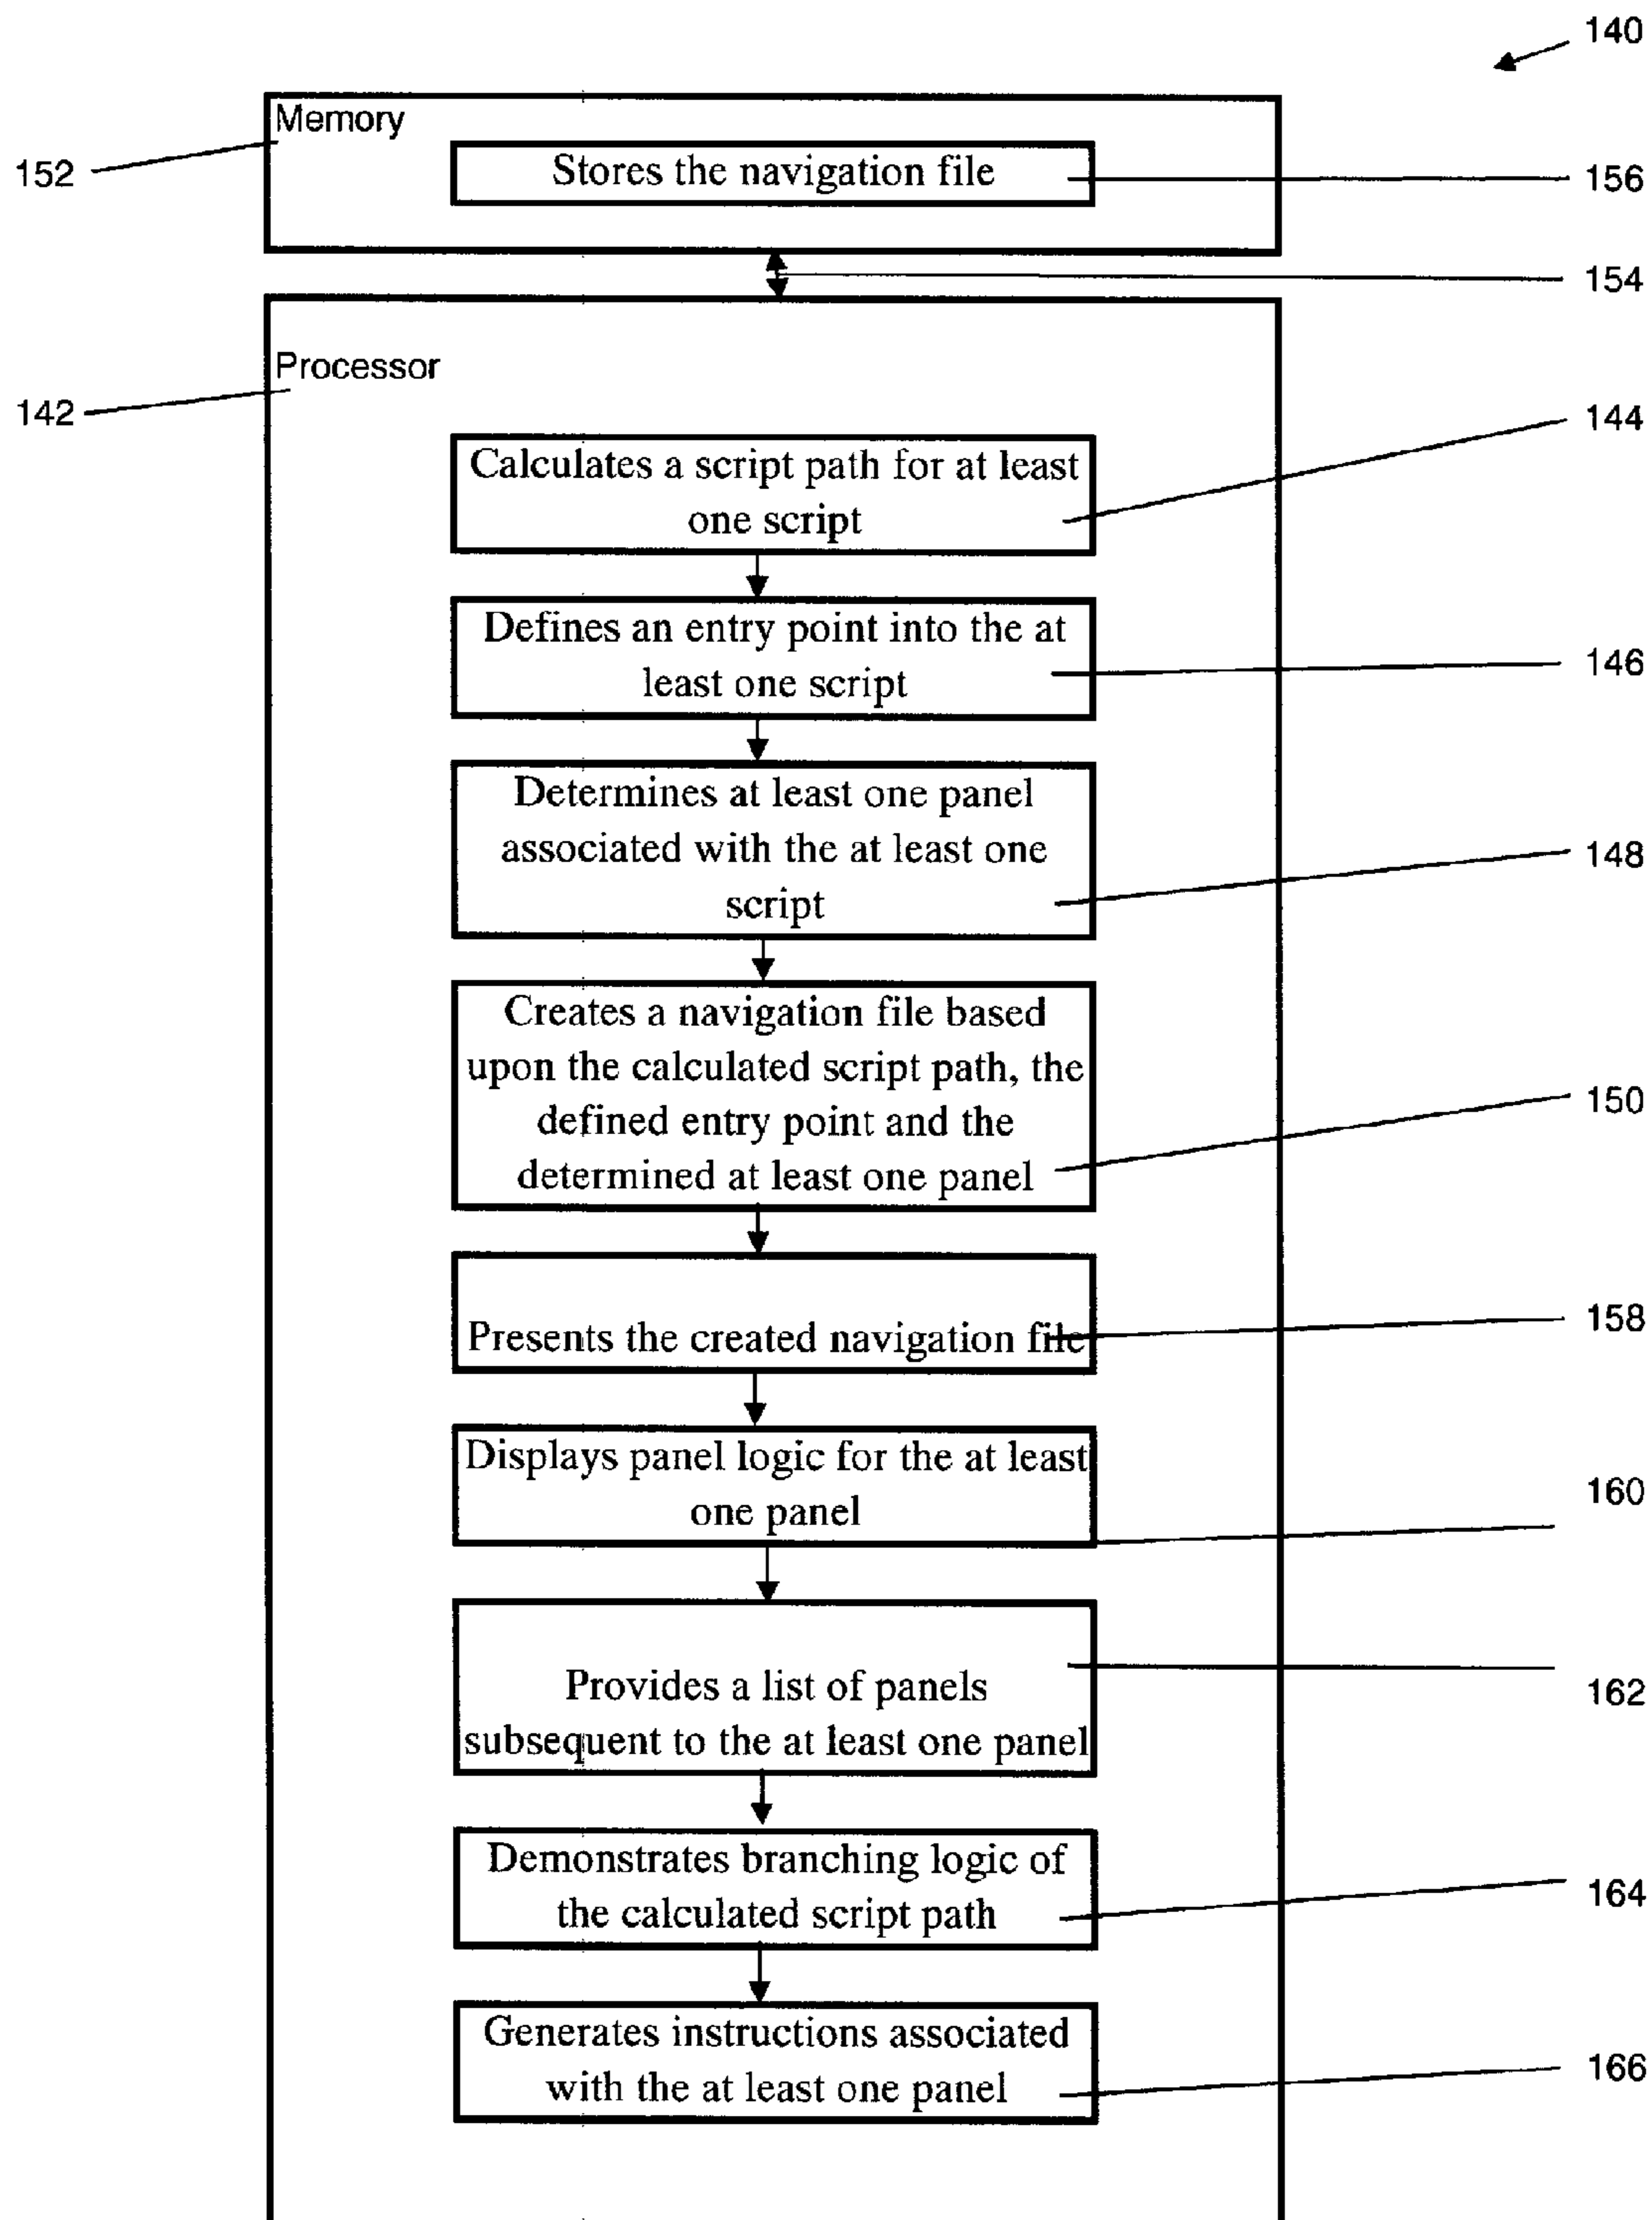 140
Memory
152
Stores the navigation file
156
154
Processor
142
144
Calculates a script path for at least
one script
Defines an entry point into the at
least one script
146
Determines at least one panel
associated with the at least one
script
148
Creates a navigation file based
upon the calculated script path, the
defined entry point and the
determined at least one panel
150
Presents the created navigation file
158
Displays panel logic for the at least
one panel
160
Provides a list of panels
subsequent to the at least one panel
162
Demonstrates branching logic of
the calculated script path
164
Generates instructions associated
with the at least one panel
166